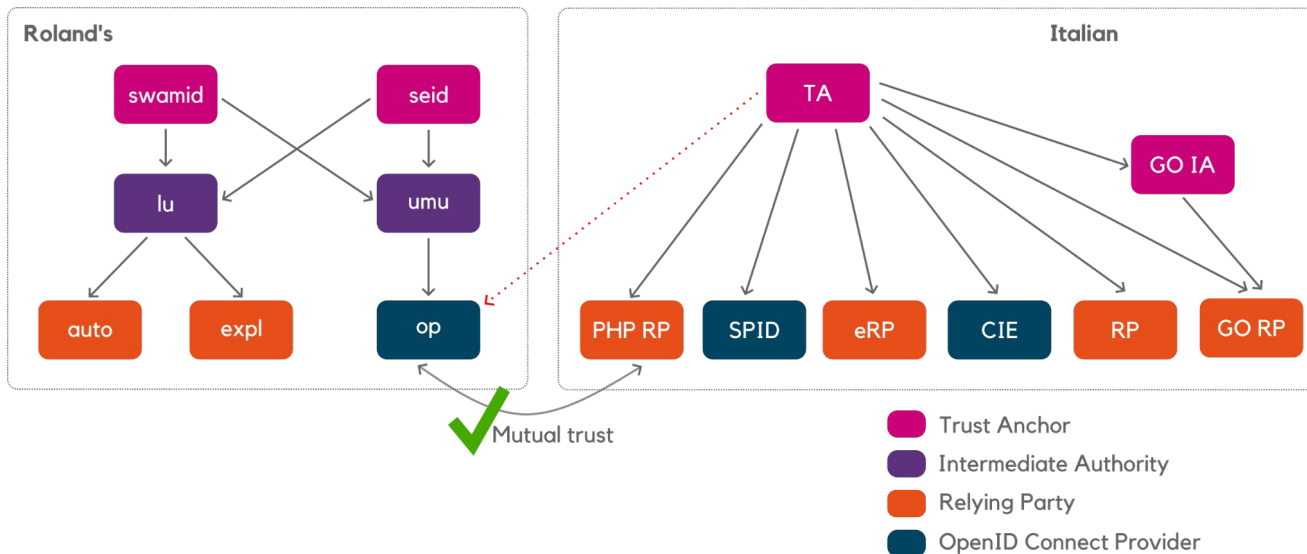 Roland's
Italian
swamid
seid
TA
GO IA
lu
umu
auto
expl
op
PHP RP
SPID
eRP
CIE
RP
GO RP
Mutual trust
Trust Anchor
Intermediate Authority
Relying Party
OpenID Connect Provider